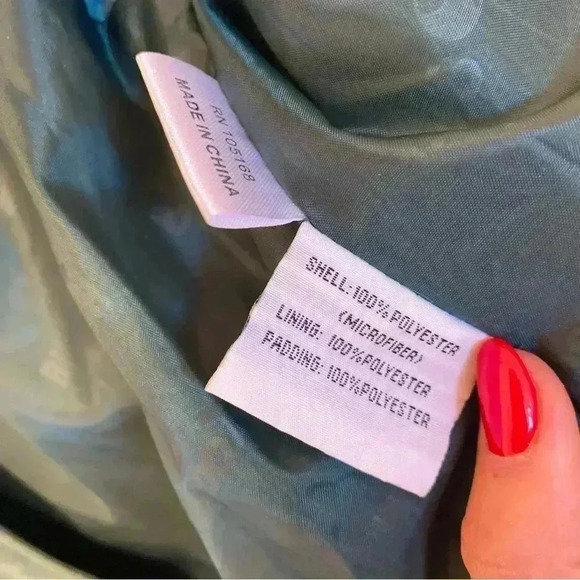 RN 105168
MADE IN CHINA
SHELL:100% POLYESTER
(MICROFIBER)
LINING: 100%POLYESTER
PADDING:100%POLYESTER